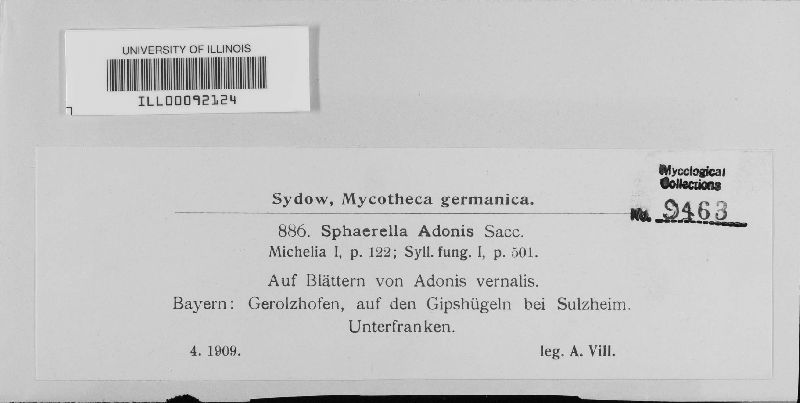 UNIVERSITY OF ILLINOIS
ILL00092124
Mycological
Collections
No. 9463
Sydow, Mycotheca germanica.
886. Sphaerella Adonis Sacc.
Michelia I, p. 122; Syll. fung. I, p. 501.
Auf Blättern von Adonis vernalis.
Bayern: Gerolzhofen, auf den Gipshügeln bei Sulzheim.
Unterfranken.
4. 1909. leg. A. Vill.